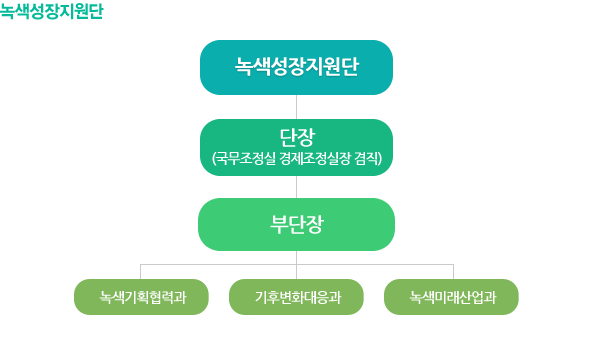 녹색성장지원단
녹색성장지원단
단장
(국무조정실 경제조정실장 겸직)
부단장
녹색기획협력과
기후변화대응과
녹색미래산업과